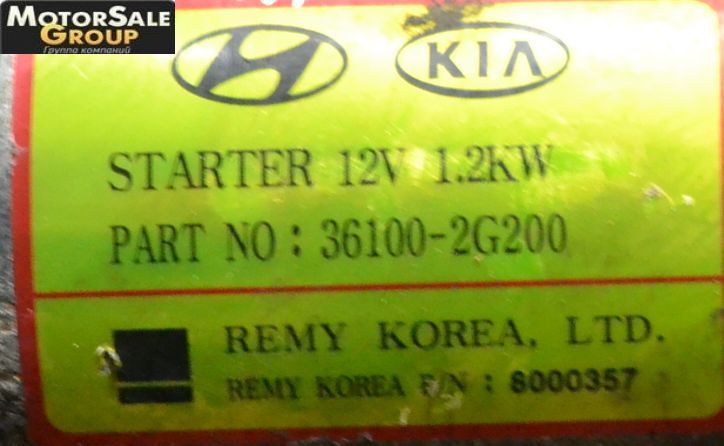 MOTORSALE
GROUP
Группа компаний
KIA
STARTER 12V 1.2KW
PART NO : 36100-2G200
REMY KOREA, LTD.
REMY KOREA P/N : 8000357